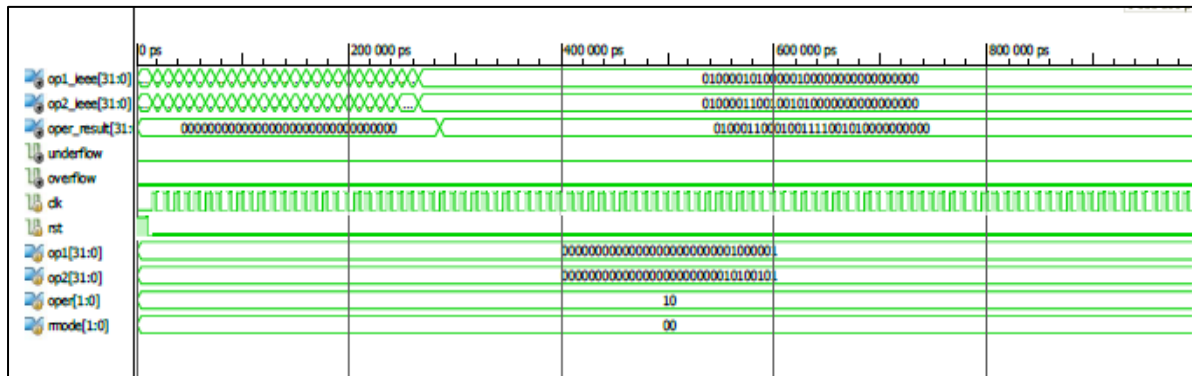 0 ps 200 000 ps 400 000 ps 600 000 ps 800 000 ps
op1_ieee[31:0] 01000010100000100000000000000000
op2_ieee[31:0] ... 01000011001001010000000000000000
oper_result[31: 00000000000000000000000000000000 01000110001001111001010000000000
underflow
overflow
clk
rst
op1[31:0] 00000000000000000000000001000001
op2[31:0] 00000000000000000000000010100101
oper[1:0] 10
rmode[1:0] 00